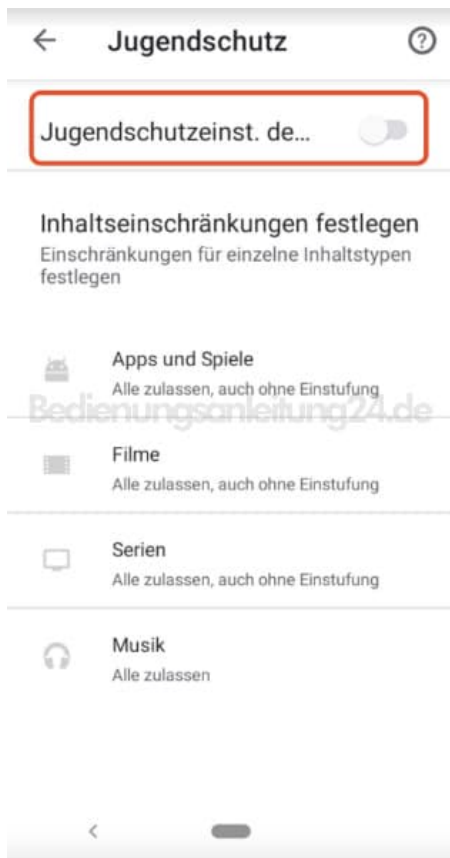 Jugendschutz
Jugendschutzeinst. de...
Inhaltseinschränkungen festlegen
Einschränkungen für einzelne Inhaltstypen
festlegen
Apps und Spiele
Alle zulassen, auch ohne Einstufung
Bedienungsanleitung24.de
Filme
Alle zulassen, auch ohne Einstufung
Serien
Alle zulassen, auch ohne Einstufung
Musik
Alle zulassen